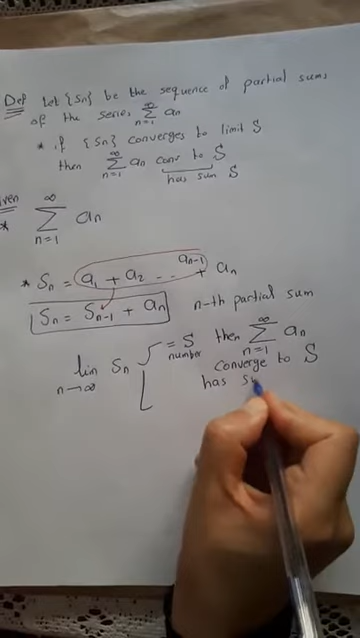 Def Let {Sn} be the sequence of partial sums
of the series ∞ Σ n=1 an
* if {Sn} converges to limit S
then ∞ Σ n=1 an conv to S
has sum S
iven
* ∞ Σ n=1 an
* Sn = a1 + a2 ... an-1 + an
Sn = Sn-1 + an n-th partial sum
lim n→∞ Sn = S number then ∞ Σ n=1 an
converge to S
has su